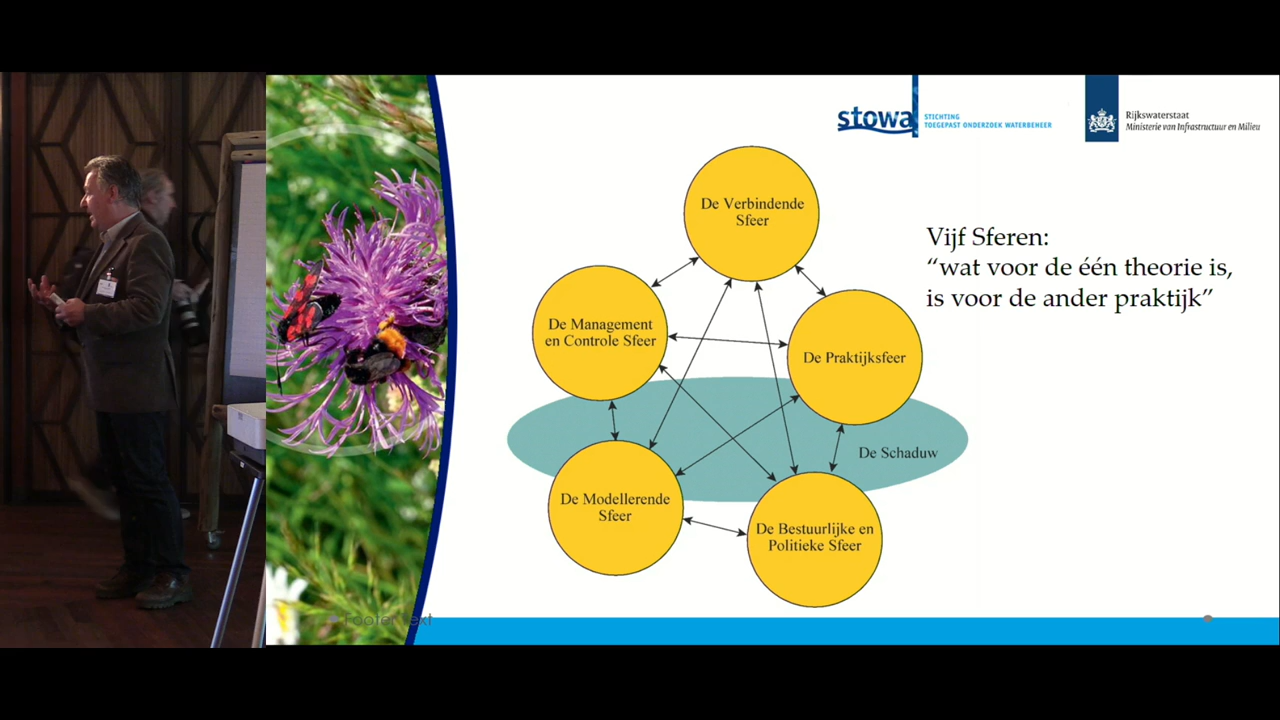 stowa
STICHTING
TOEGEPAST ONDERZOEK WATERBEHEER
Rijkswaterstaat
Ministerie van Infrastructuur en Milieu
De Verbindende
Sfeer
Vijf Sferen:
“wat voor de één theorie is,
is voor de ander praktijk”
De Management
en Controle Sfeer
De Praktijksfeer
De Schaduw
De Modellerende
Sfeer
De Bestuurlijke en
Politieke Sfeer
Footer Text